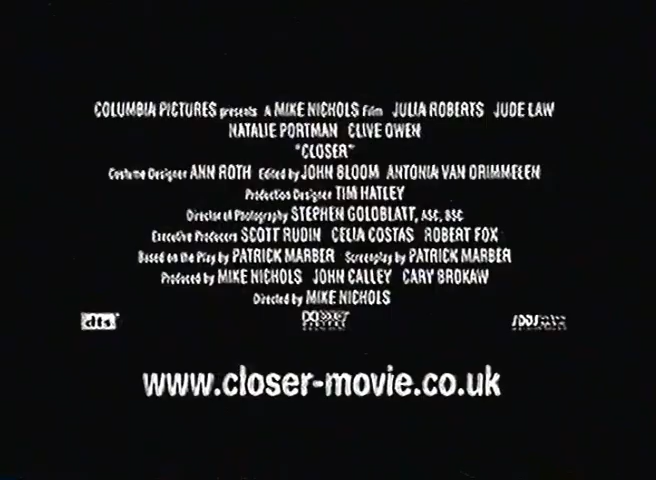 COLUMBIA PICTURES presents A MIKE NICHOLS Film JULIA ROBERTS JUDE LAW
NATALIE PORTMAN CLIVE OWEN
"CLOSER"
Costume Designer ANN ROTH Edited by JOHN BLOOM ANTONIA VAN DRIMMELEN
Production Designer TIM HATLEY
Director of Photography STEPHEN GOLDBLATT, ASC, BSC
Executive Producers SCOTT RUDIN CELIA COSTAS ROBERT FOX
Based on the Play by PATRICK MARBER Screenplay by PATRICK MARBER
Produced by MIKE NICHOLS JOHN CALLEY CARY BROKAW
Directed by MIKE NICHOLS
dts
www.closer-movie.co.uk